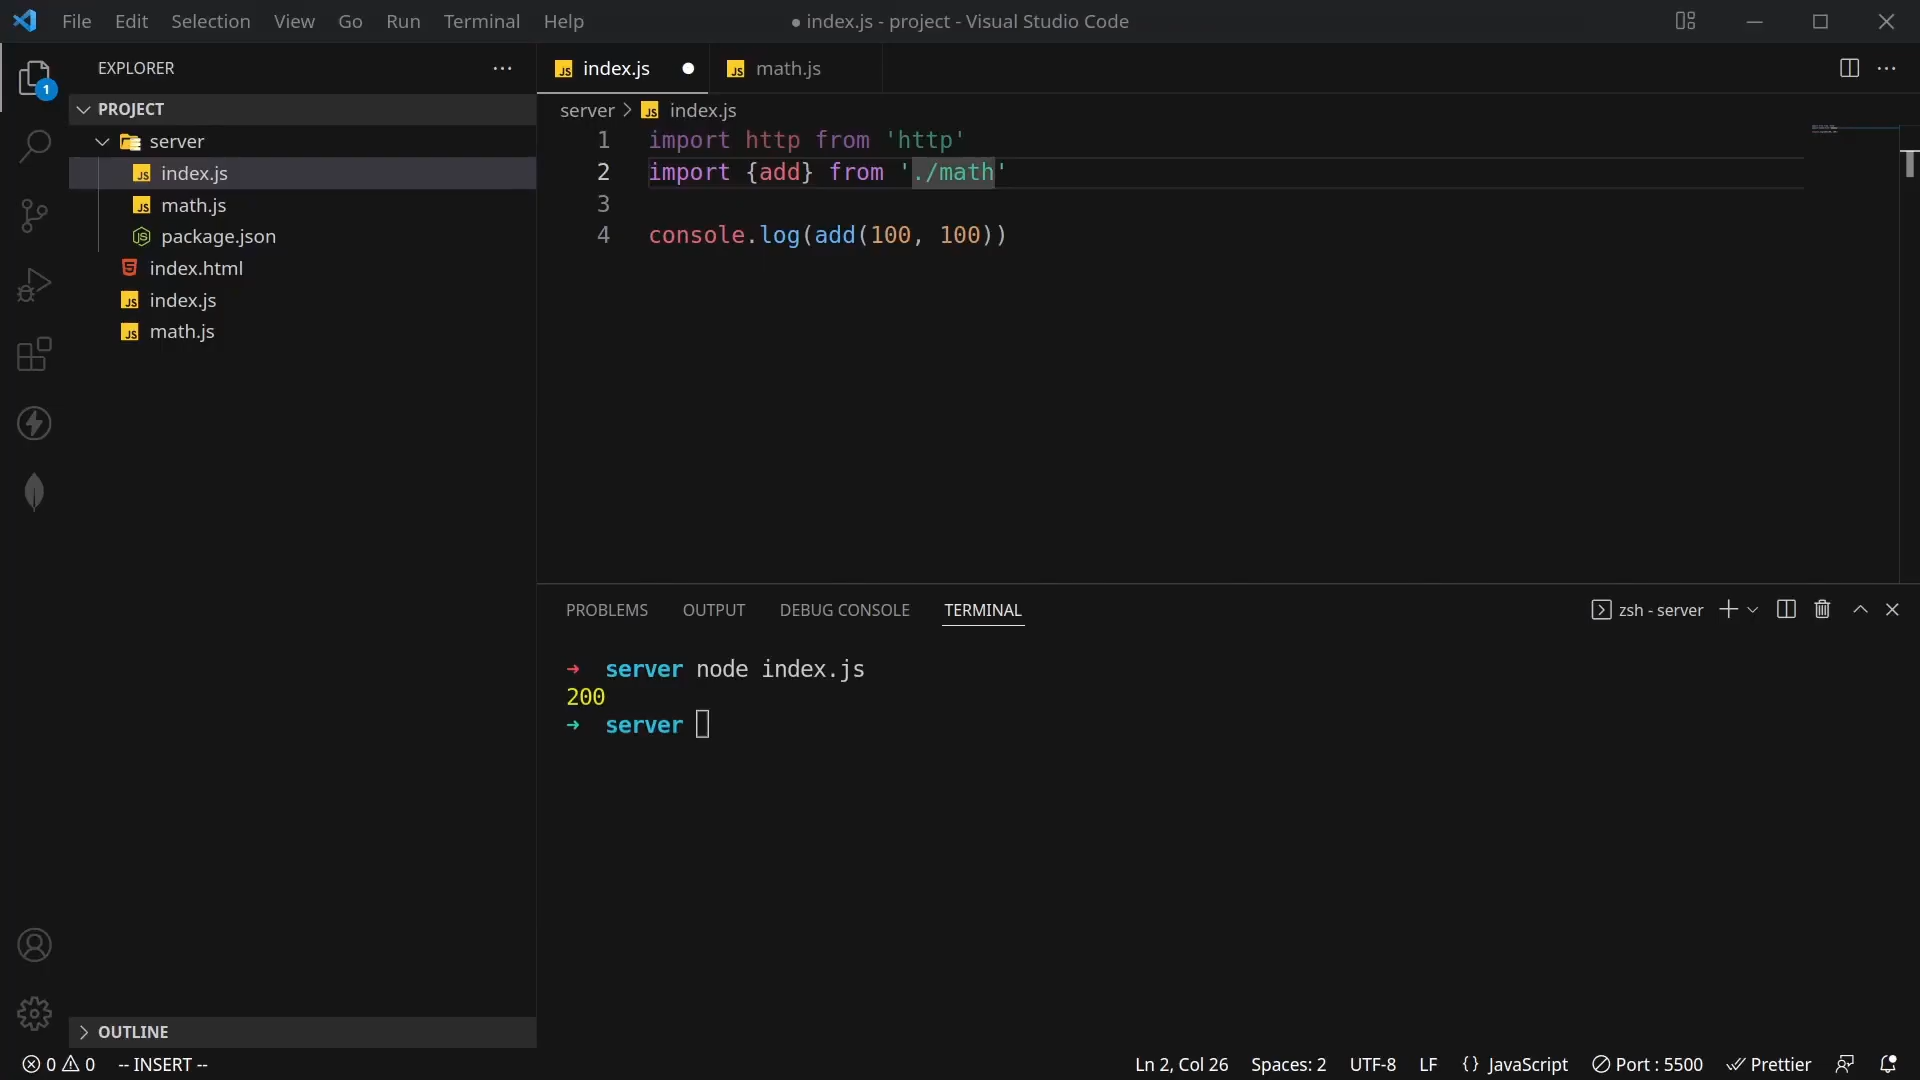 File Edit Selection View Go Run Terminal Help
● index.js - project - Visual Studio Code
1
EXPLORER
PROJECT
server
index.js
math.js
package.json
index.html
index.js
math.js
OUTLINE
index.js
math.js
server > index.js
1 import http from 'http'
2 import {add} from './math'
3
4 console.log(add(100, 100))
PROBLEMS OUTPUT DEBUG CONSOLE TERMINAL
zsh - server
➜ server node index.js
200
➜ server
0 0 -- INSERT --
Ln 2, Col 26 Spaces: 2 UTF-8 LF {} JavaScript Port : 5500 Prettier